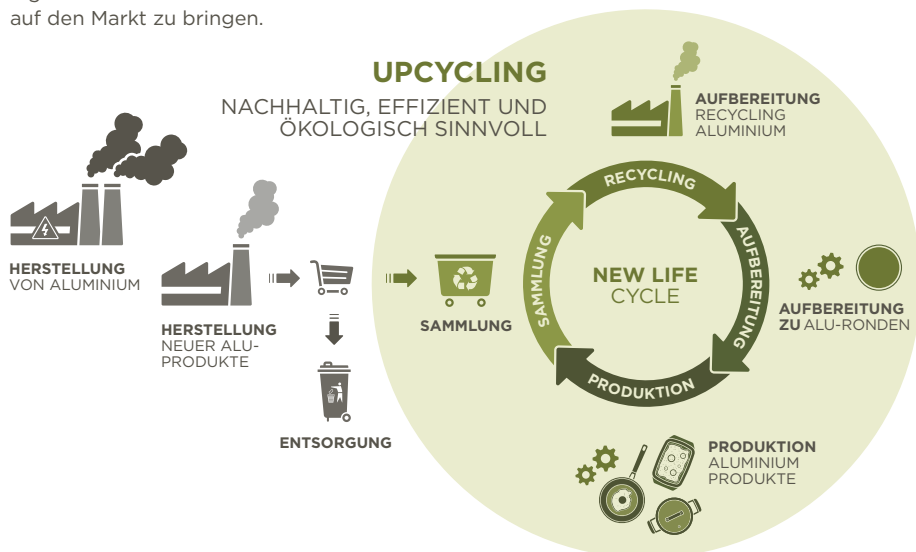 auf den Markt zu bringen.
UPCYCLING
NACHHALTIG, EFFIZIENT UND
ÖKOLOGISCH SINNVOLL
AUFBEREITUNG
RECYCLING
ALUMINIUM
HERSTELLUNG
VON ALUMINIUM
HERSTELLUNG
NEUER ALU-
PRODUKTE
ENTSORGUNG
SAMMLUNG
RECYCLING
AUFBEREITUNG
PRODUKTION
SAMMLUNG
NEW LIFE
CYCLE
AUFBEREITUNG
ZU ALU-RONDEN
PRODUKTION
ALUMINIUM
PRODUKTE